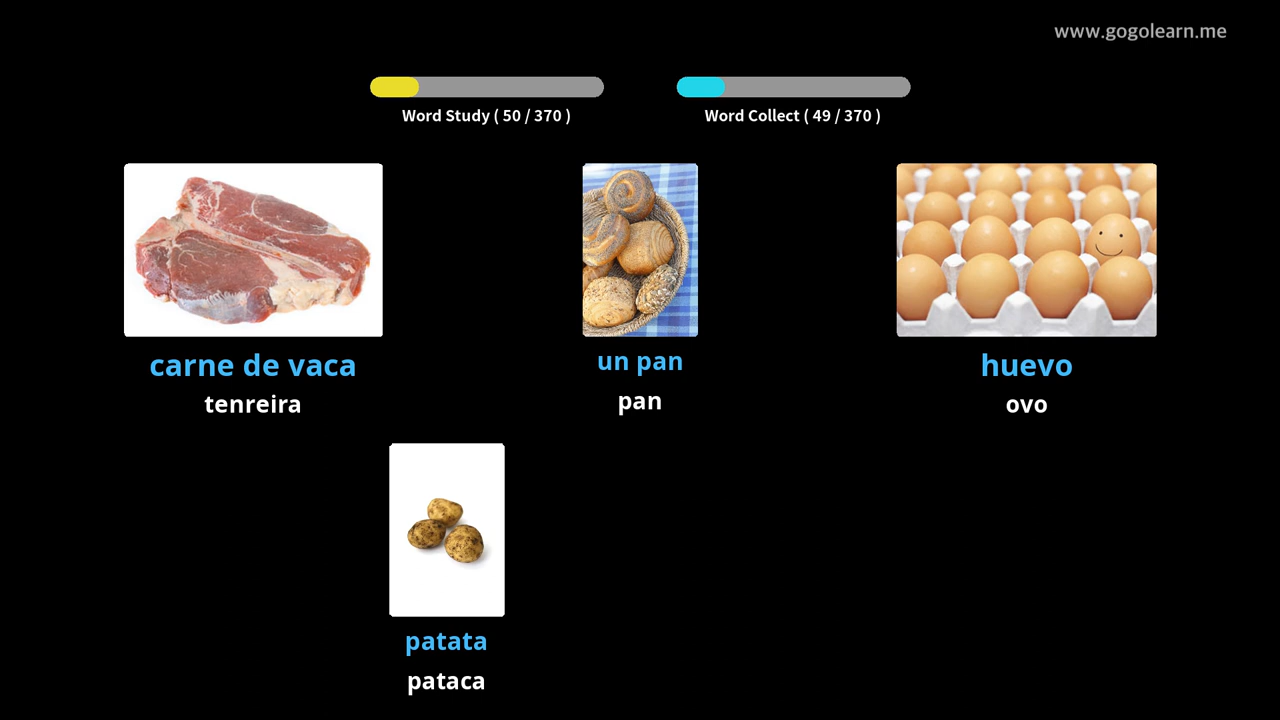 www.gogolearn.me
Word Study ( 50 / 370 )
Word Collect ( 49 / 370 )
carne de vaca
tenreira
un pan
pan
huevo
ovo
patata
pataca